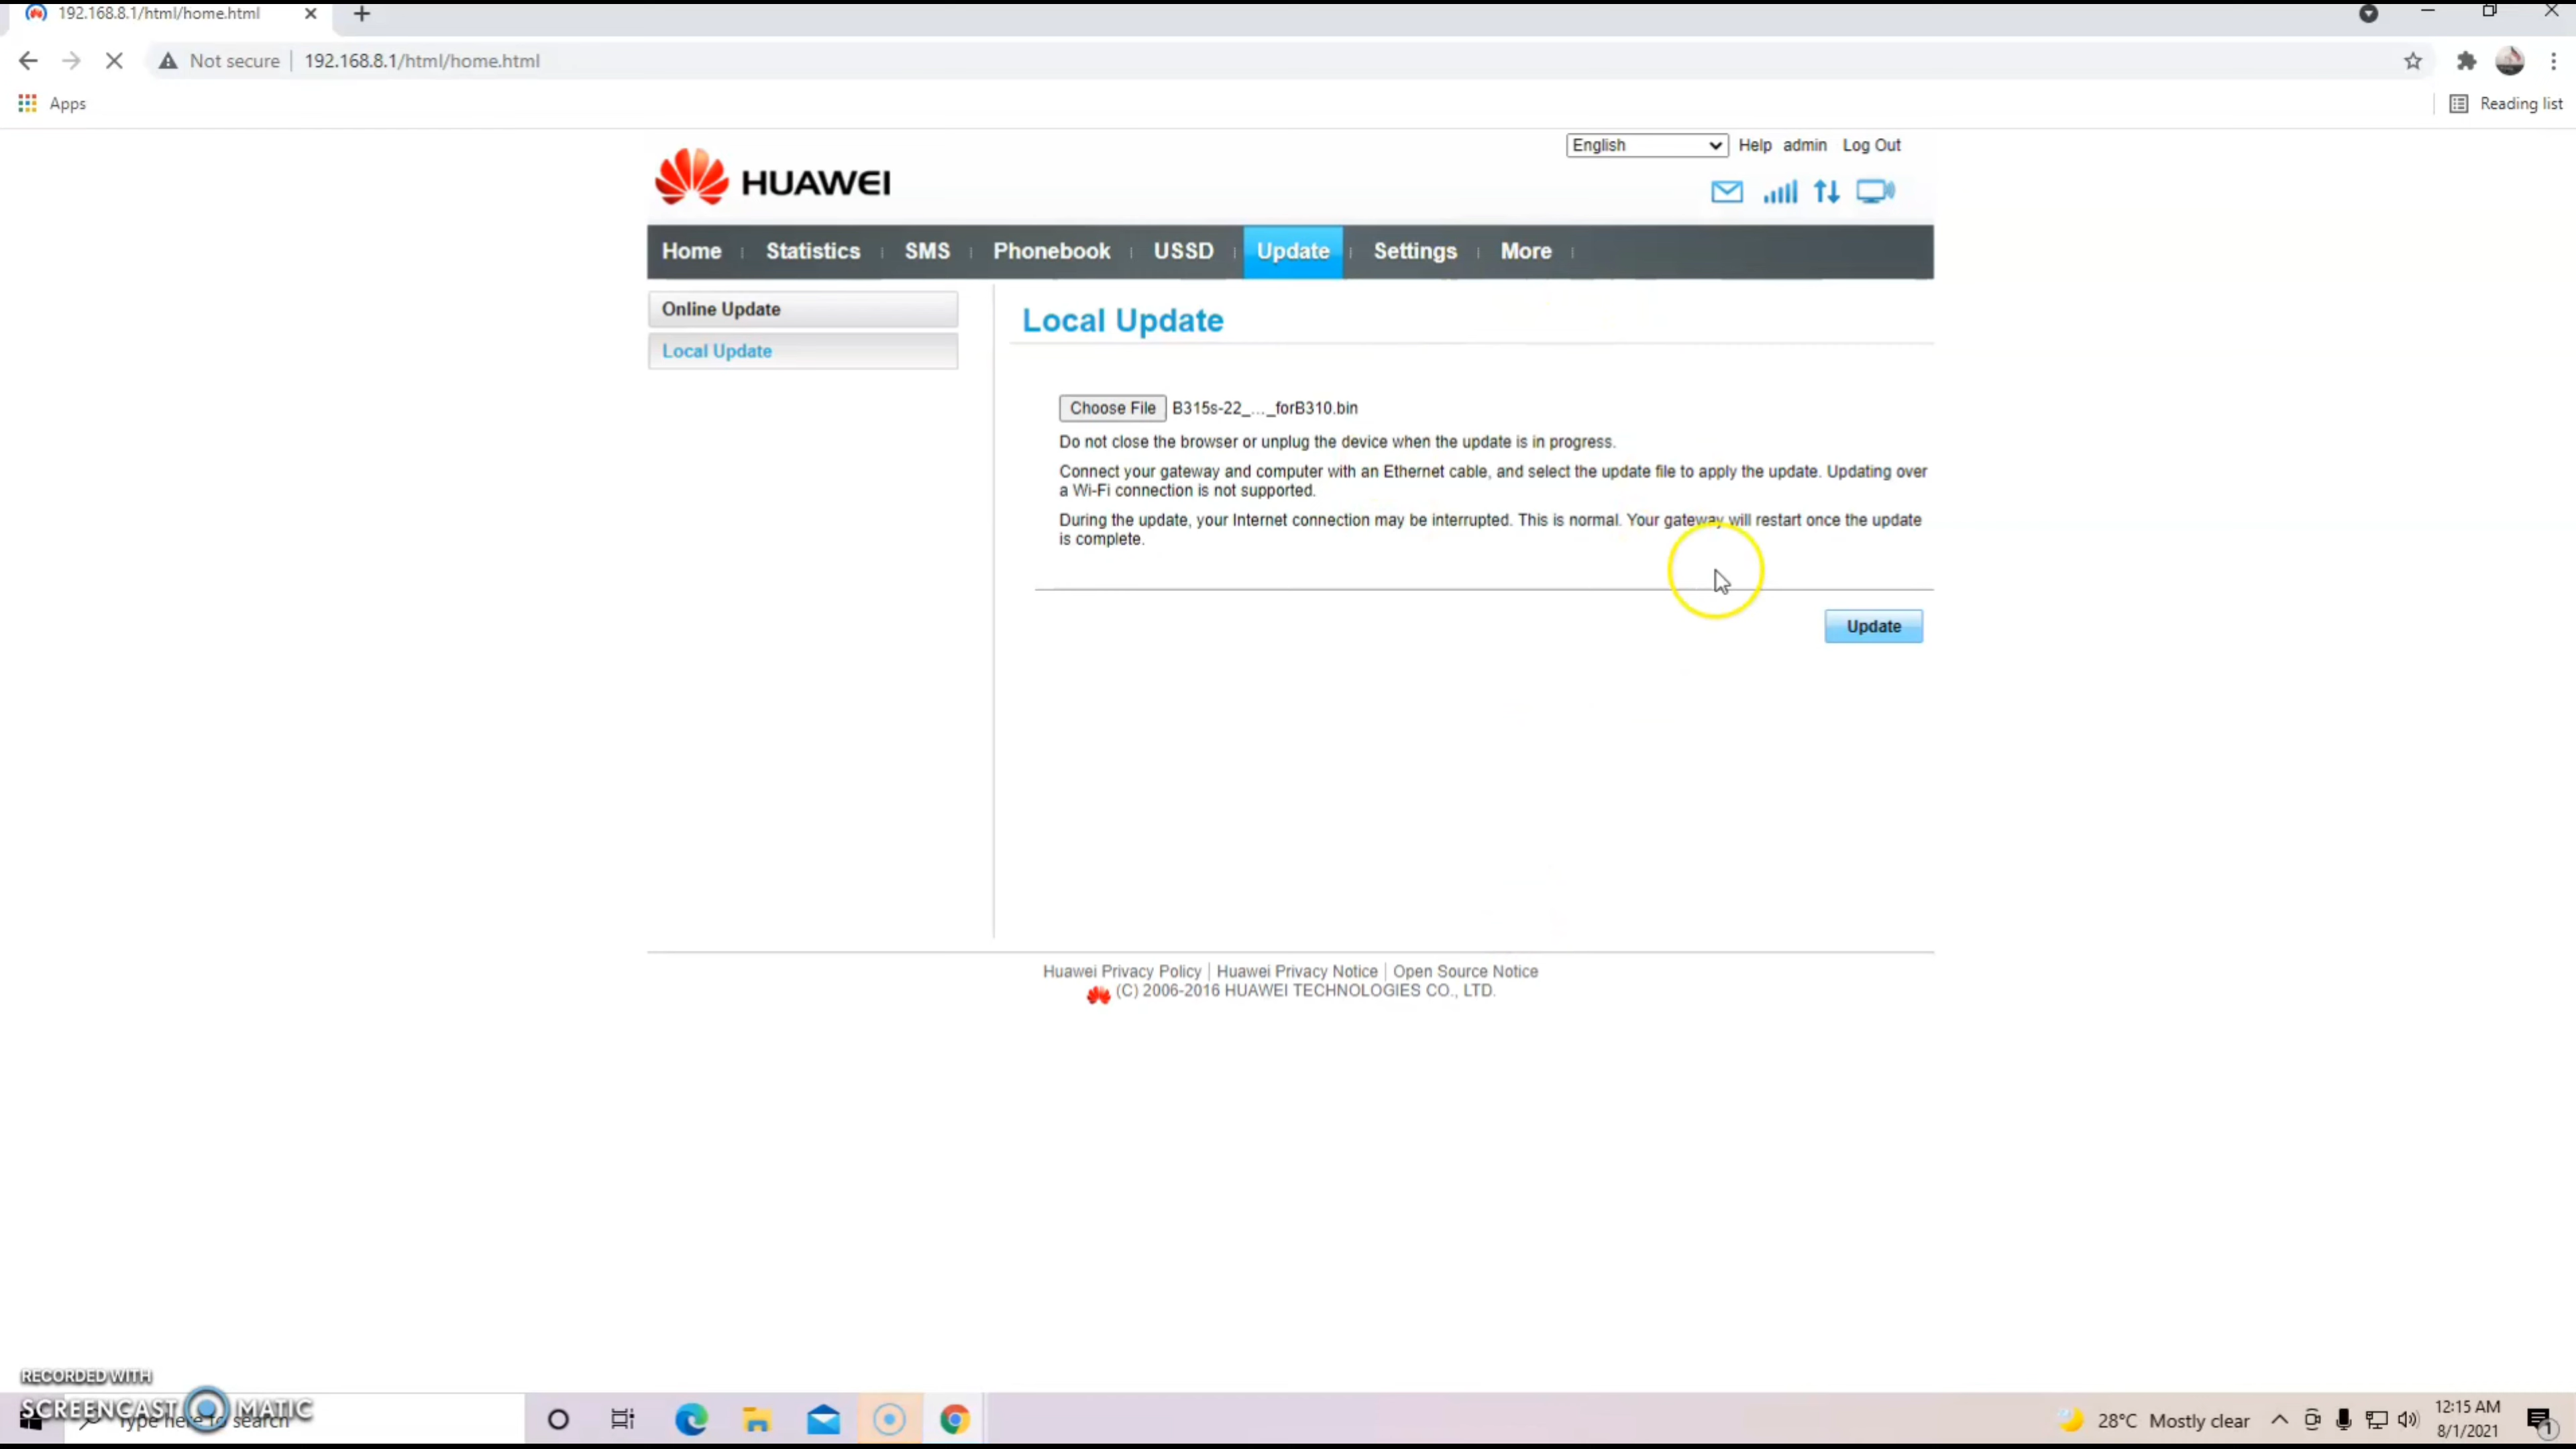 192.168.8.1/html/home.html
Not secure 192.168.8.1/html/home.html
Apps
Reading list
English Help admin Log Out
HUAWEI
Home Statistics SMS Phonebook USSD Update Settings More
Online Update
Local Update
Local Update
Choose File B315s-22_..._forB310.bin
Do not close the browser or unplug the device when the update is in progress.
Connect your gateway and computer with an Ethernet cable, and select the update file to apply the update. Updating over
a Wi-Fi connection is not supported.
During the update, your Internet connection may be interrupted. This is normal. Your gateway will restart once the update
is complete.
Update
Huawei Privacy Policy | Huawei Privacy Notice | Open Source Notice
(C) 2006-2016 HUAWEI TECHNOLOGIES CO., LTD.
RECORDED WITH
SCREENCAST MATIC
Type here to search
28°C Mostly clear
12:15 AM
8/1/2021
1